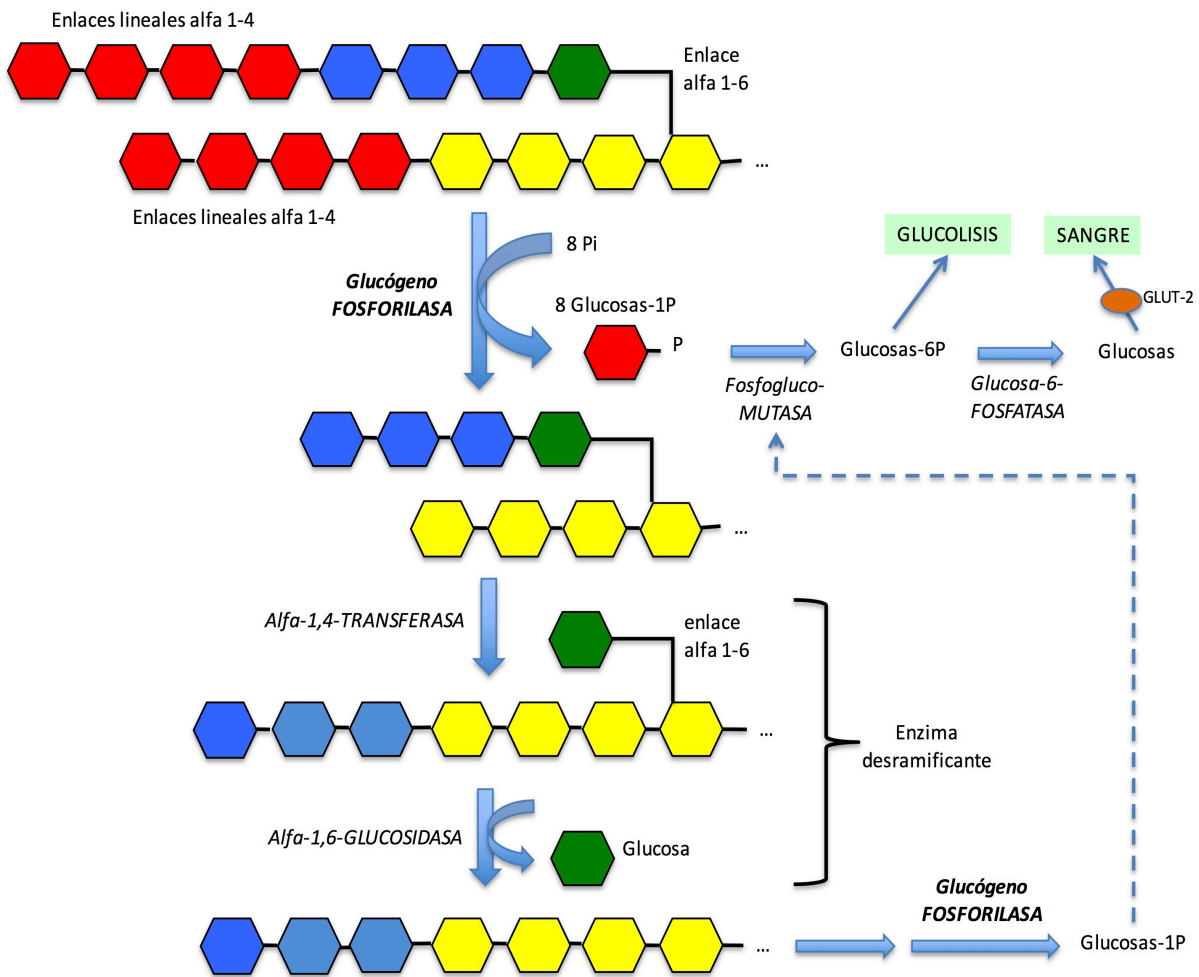 Enlaces lineales alfa 1-4
Enlace
alfa 1-6
...
Enlaces lineales alfa 1-4
8 Pi
Glucógeno
FOSFORILASA
8 Glucosas-1P
P
GLUCOLISIS
SANGRE
GLUT-2
Glucosas-6P
Glucosas
Fosfogluco-
MUTASA
Glucosa-6-
FOSFATASA
...
Alfa-1,4-TRANSFERASA
enlace
alfa 1-6
...
Enzima
desramificante
Alfa-1,6-GLUCOSIDASA
Glucosa
Glucógeno
FOSFORILASA
...
Glucosas-1P